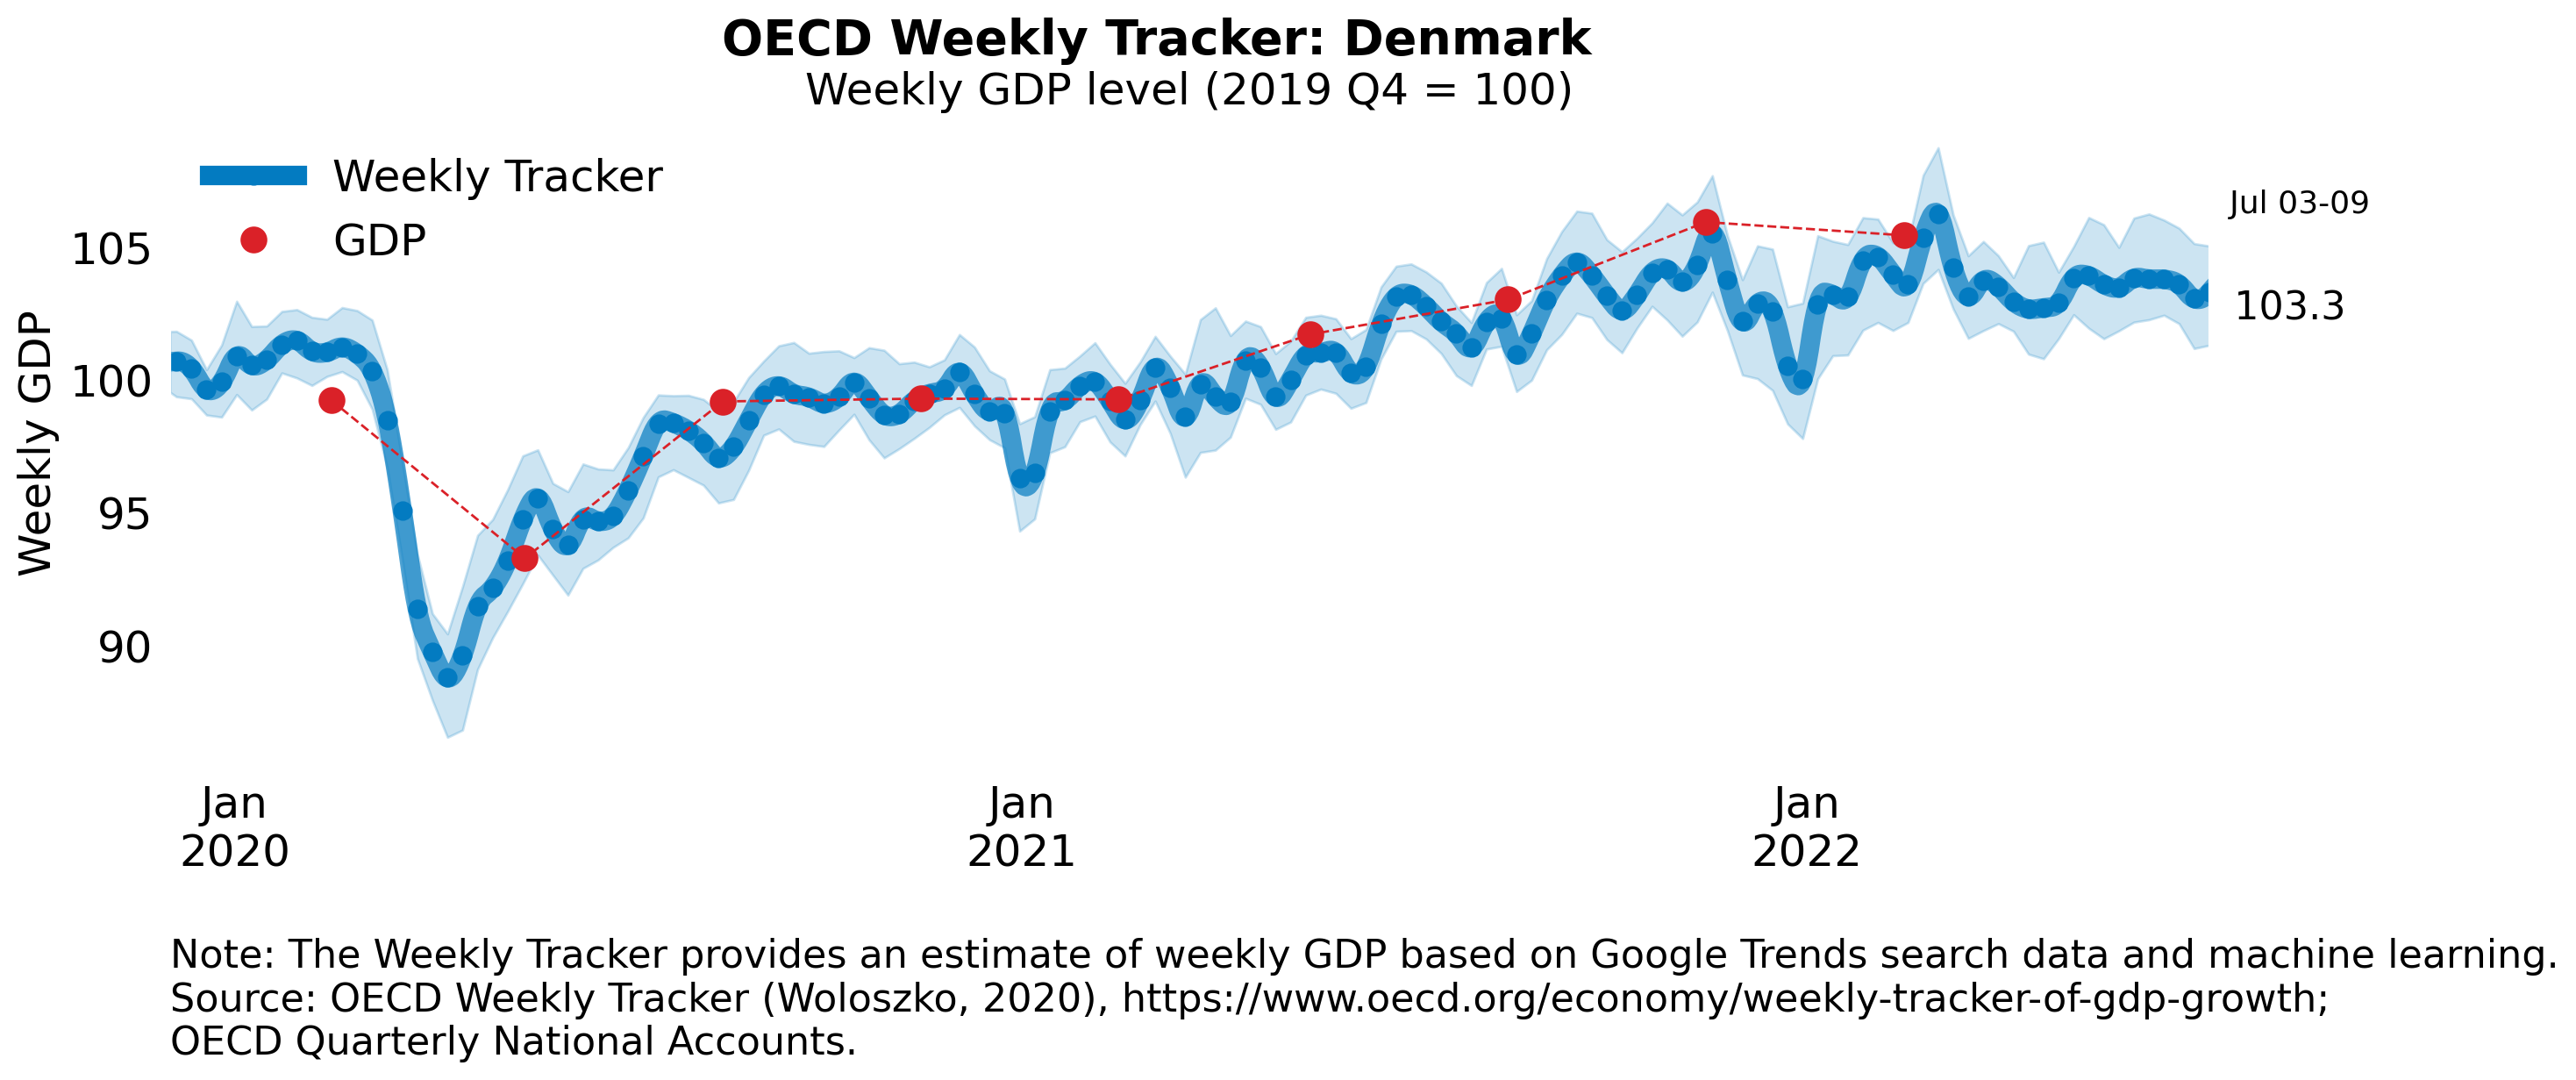 OECD Weekly Tracker: Denmark
Weekly GDP level (2019 Q4 = 100)
Weekly Tracker
GDP
Jul 03-09
103.3
Weekly GDP
105
100
95
90
Jan
2020
Jan
2021
Jan
2022
Note: The Weekly Tracker provides an estimate of weekly GDP based on Google Trends search data and machine learning.
Source: OECD Weekly Tracker (Woloszko, 2020), https://www.oecd.org/economy/weekly-tracker-of-gdp-growth;
OECD Quarterly National Accounts.